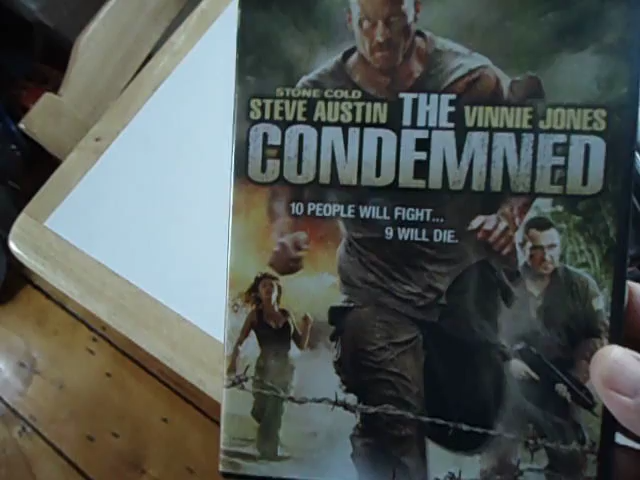 STONE COLD
STEVE AUSTIN THE VINNIE JONES
CONDEMNED
10 PEOPLE WILL FIGHT...
9 WILL DIE.